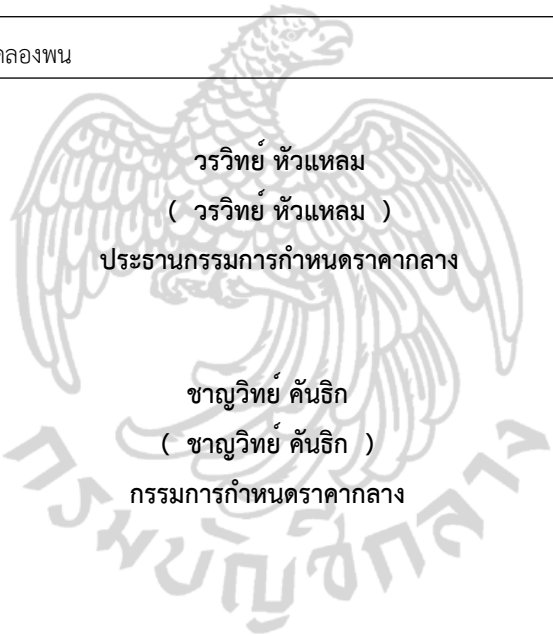 คลองพน
วรวิทย์ หัวแหลม
( วรวิทย์ หัวแหลม )
ประธานกรรมการกำหนดราคากลาง
ชาญวิทย์ คันธิก
( ชาญวิทย์ คันธิก )
กรรมการกำหนดราคากลาง
กรมบัญชีกลาง